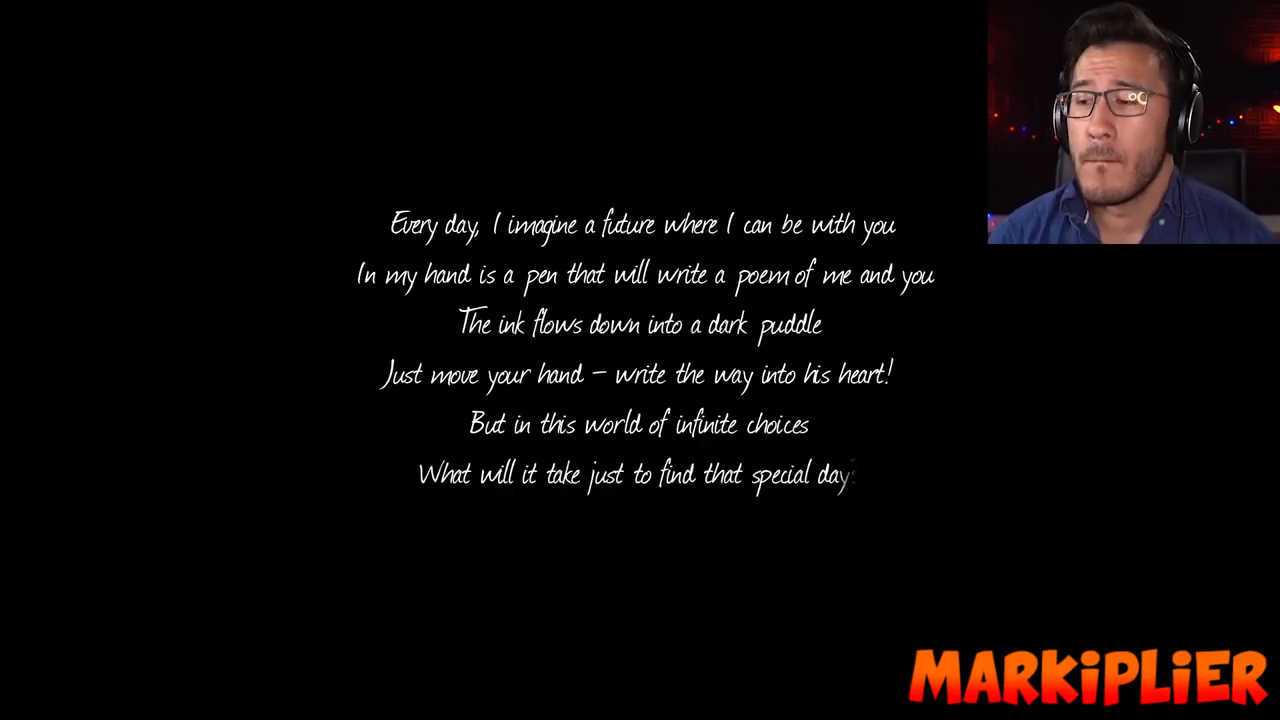 Every day, I imagine a future where I can be with you
In my hand is a pen that will write a poem of me and you
The ink flows down into a dark puddle
Just move your hand – write the way into his heart!
But in this world of infinite choices
What will it take just to find that special day?
MARKiPLiER